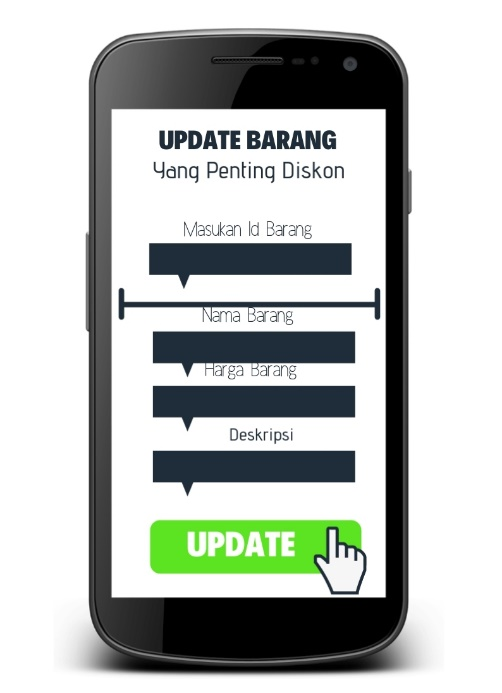 UPDATE BARANG
Yang Penting Diskon
Masukan Id Barang
Nama Barang
Harga Barang
Deskripsi
UPDATE